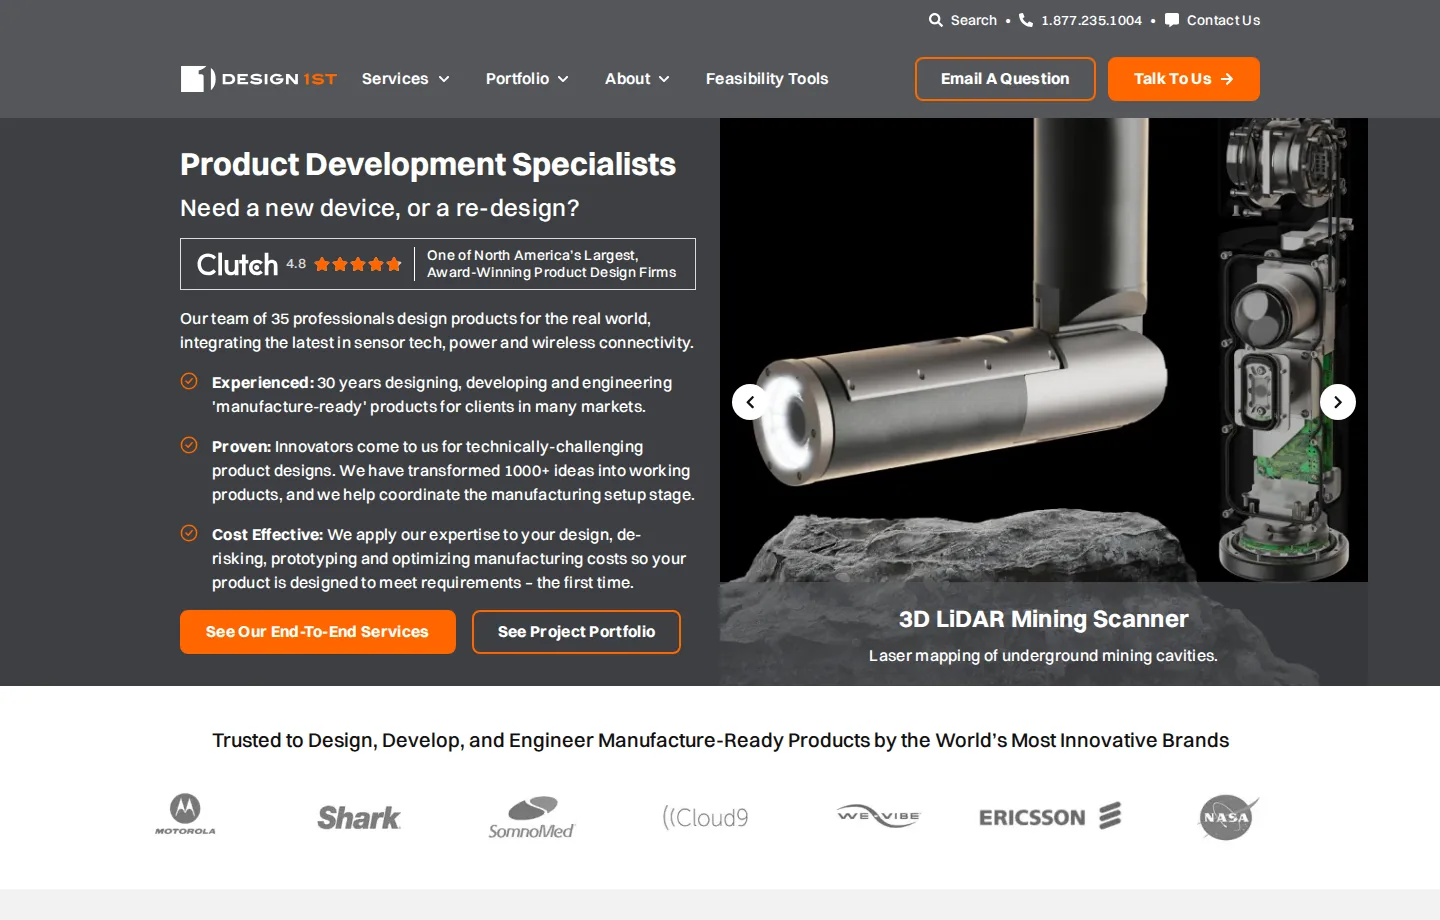 Search • 1.877.235.1004 • Contact Us
DESIGN 1ST Services Portfolio About Feasibility Tools Email A Question Talk To Us
Product Development Specialists
Need a new device, or a re-design?
Clutch 4.8
One of North America's Largest,
Award-Winning Product Design Firms
Our team of 35 professionals design products for the real world,
integrating the latest in sensor tech, power and wireless connectivity.
Experienced: 30 years designing, developing and engineering
'manufacture-ready' products for clients in many markets.
Proven: Innovators come to us for technically-challenging
product designs. We have transformed 1000+ ideas into working
products, and we help coordinate the manufacturing setup stage.
Cost Effective: We apply our expertise to your design, de-
risking, prototyping and optimizing manufacturing costs so your
product is designed to meet requirements – the first time.
See Our End-To-End Services See Project Portfolio
3D LiDAR Mining Scanner
Laser mapping of underground mining cavities.
Trusted to Design, Develop, and Engineer Manufacture-Ready Products by the World's Most Innovative Brands
MOTOROLA Shark SomnoMed ((Cloud9 WE-VIBE ERICSSON NASA